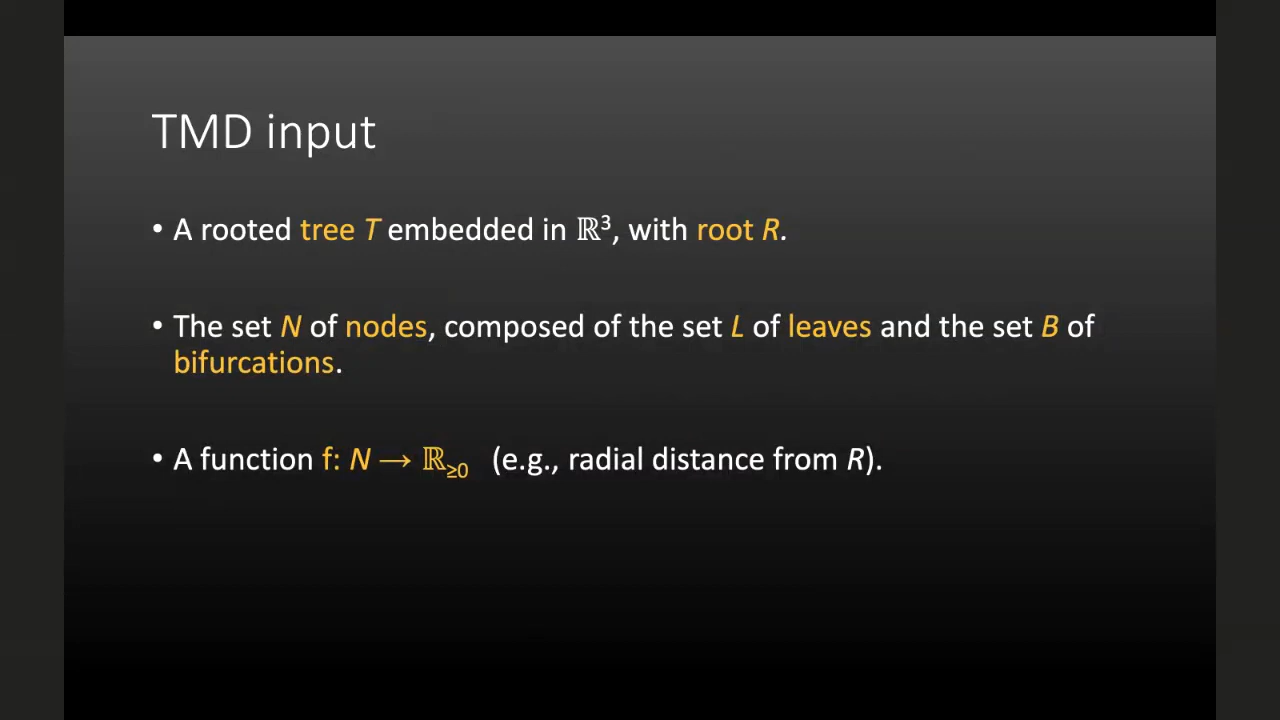 TMD input
• A rooted tree T embedded in ℝ³, with root R.
• The set N of nodes, composed of the set L of leaves and the set B of
bifurcations.
• A function f: N → ℝ≥0 (e.g., radial distance from R).